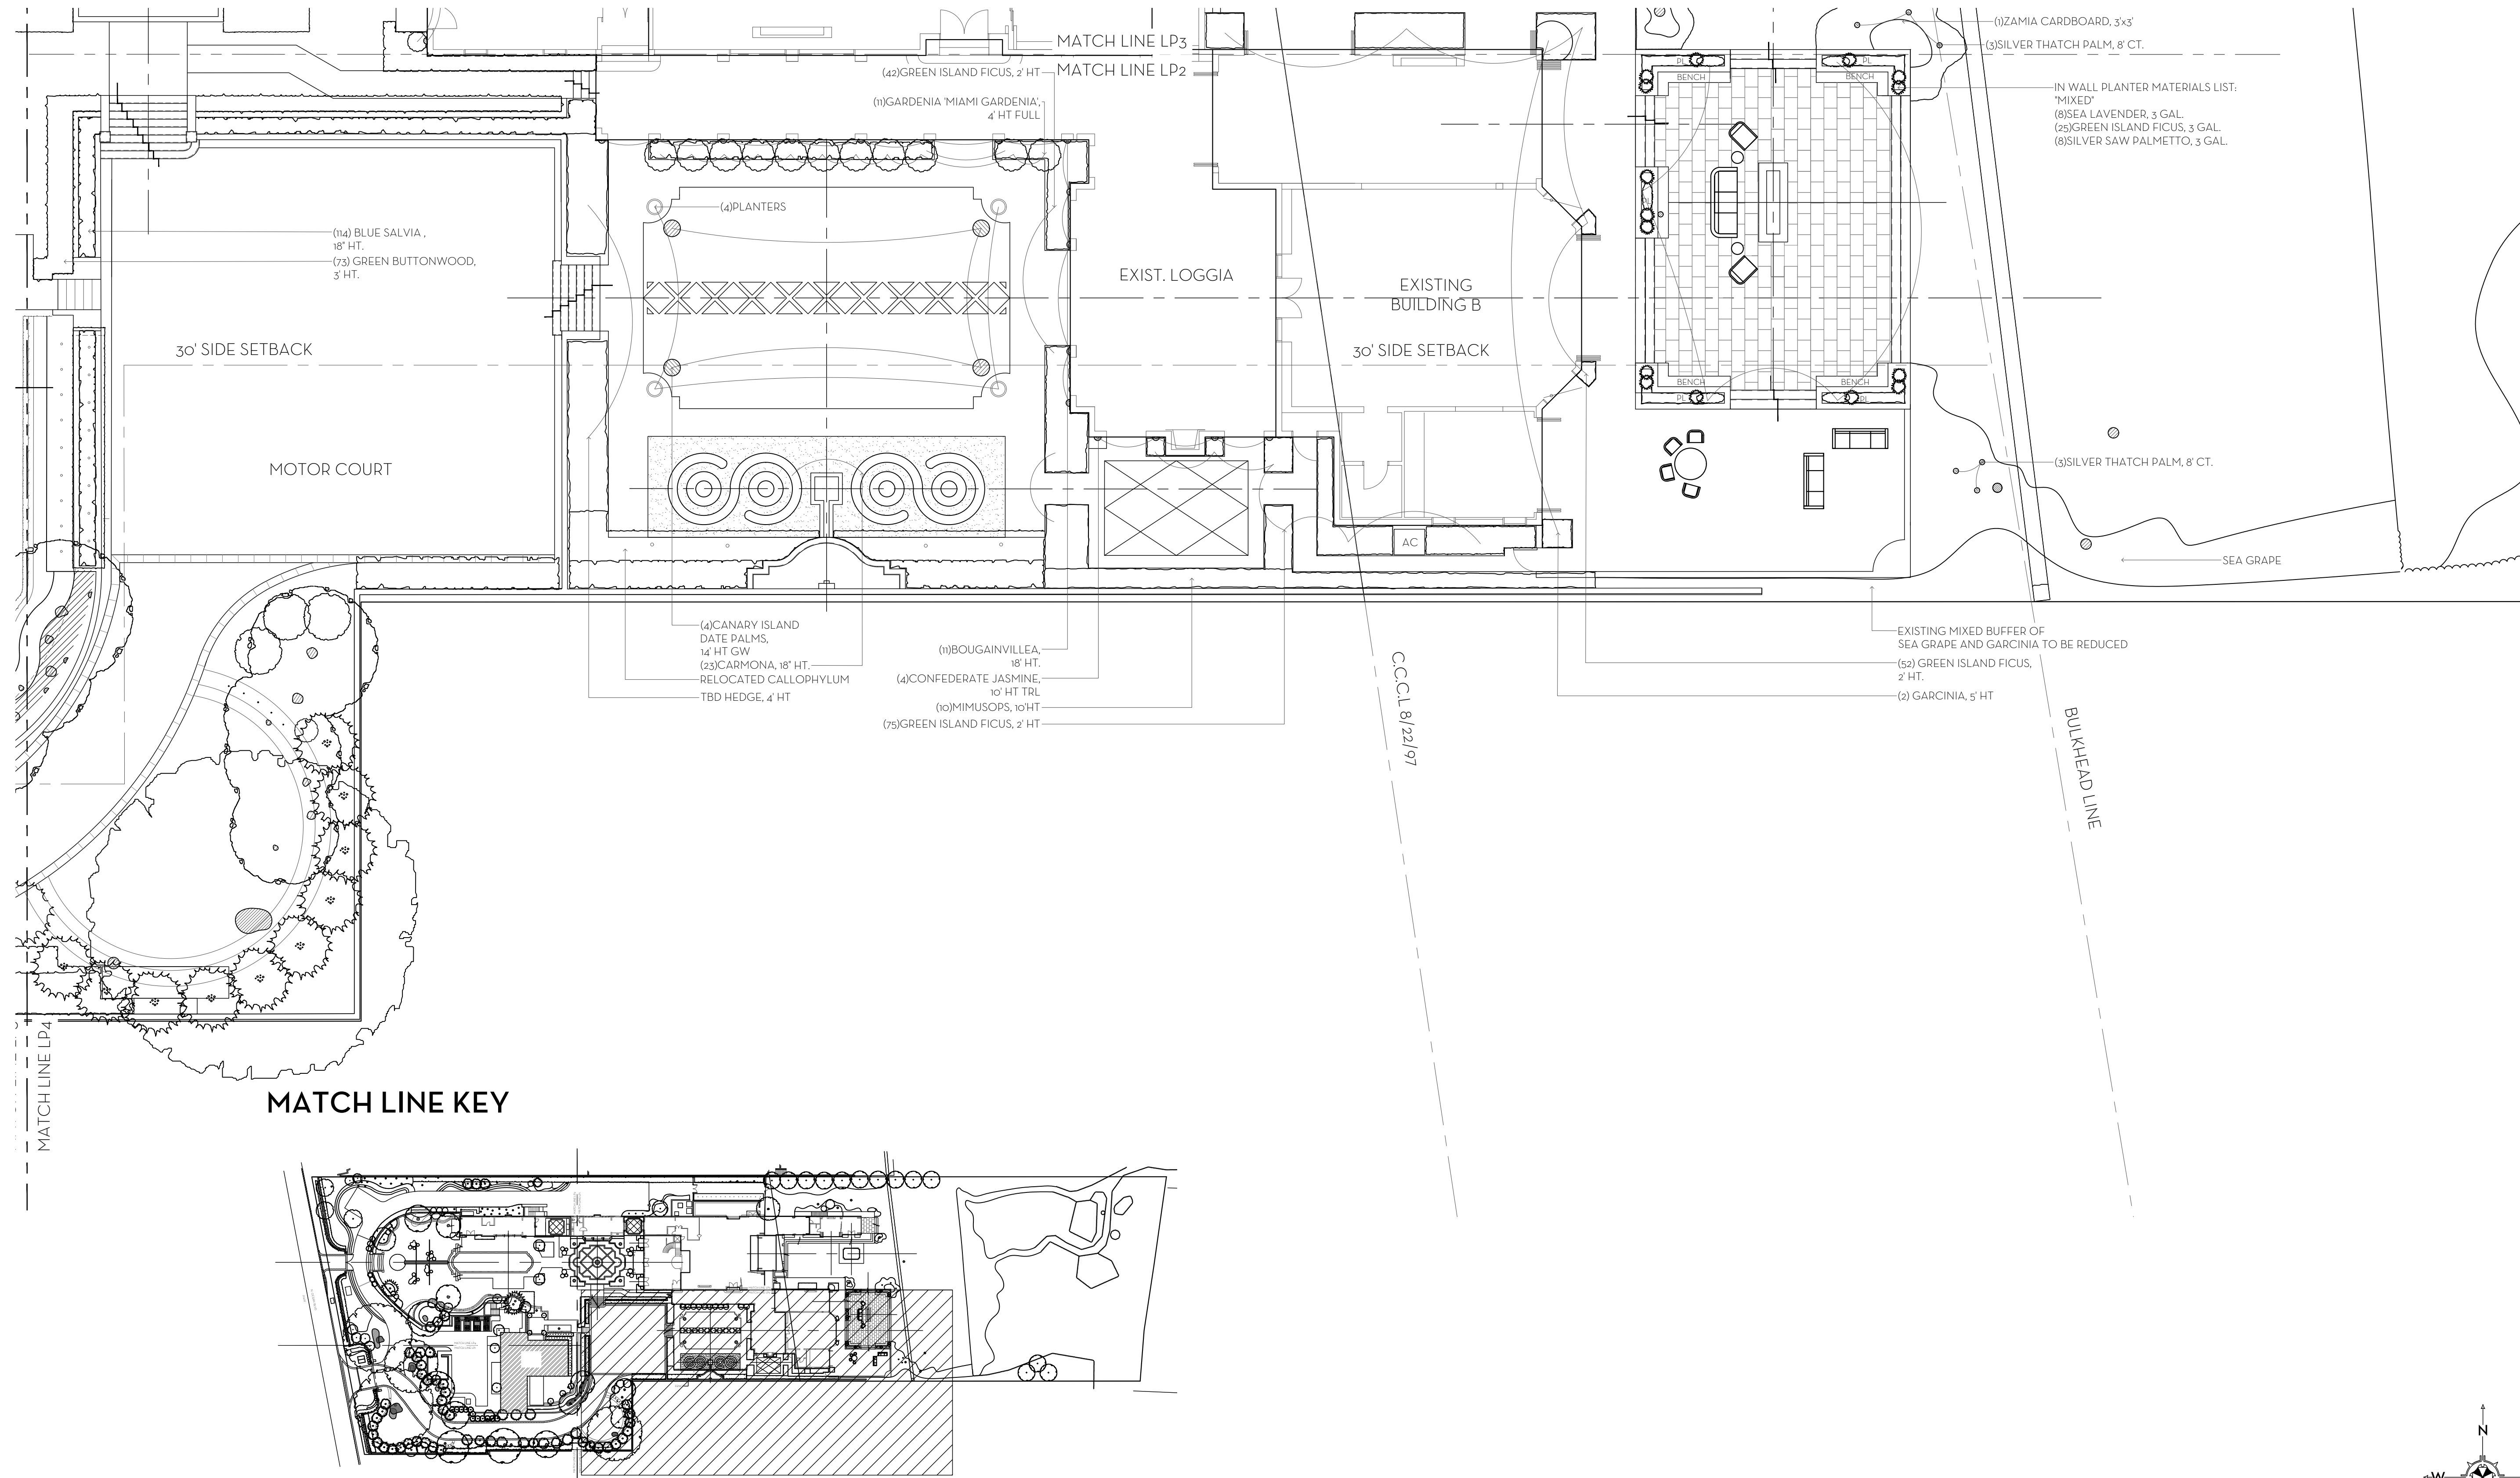 (1)ZAMIA CARDBOARD, 3'x3'
(3)SILVER THATCH PALM, 8' CT.
MATCH LINE LP3
MATCH LINE LP2
(42)GREEN ISLAND FICUS, 2' HT
(11)GARDENIA 'MIAMI GARDENIA',
4' HT FULL
PL
PL
BENCH
BENCH
IN WALL PLANTER MATERIALS LIST:
"MIXED"
(8)SEA LAVENDER, 3 GAL.
(25)GREEN ISLAND FICUS, 3 GAL.
(8)SILVER SAW PALMETTO, 3 GAL.
(4)PLANTERS
PL
(114) BLUE SALVIA ,
18" HT.
(73) GREEN BUTTONWOOD,
3' HT.
EXIST. LOGGIA
EXISTING
BUILDING B
30' SIDE SETBACK
30' SIDE SETBACK
BENCH
BENCH
PL
PL
MOTOR COURT
(3)SILVER THATCH PALM, 8' CT.
AC
SEA GRAPE
(4)CANARY ISLAND
DATE PALMS,
14' HT GW
(23)CARMONA, 18" HT.
RELOCATED CALLOPHYLUM
TBD HEDGE, 4' HT
(11)BOUGAINVILLEA,
18' HT.
(4)CONFEDERATE JASMINE,
10' HT TRL
(10)MIMUSOPS, 10'HT
(75)GREEN ISLAND FICUS, 2' HT
EXISTING MIXED BUFFER OF
SEA GRAPE AND GARCINIA TO BE REDUCED
(52) GREEN ISLAND FICUS,
2' HT.
(2) GARCINIA, 5' HT
C.C.C.L 8/22/97
BULKHEAD LINE
MATCH LINE LP4
MATCH LINE KEY
N
W